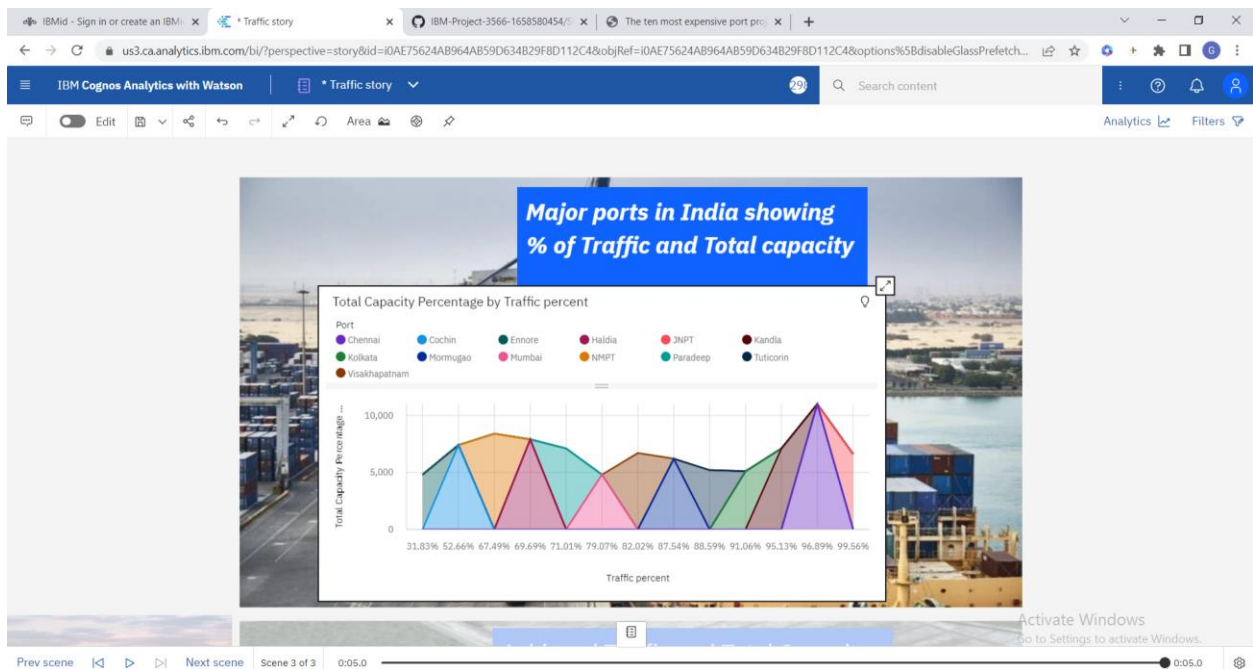 IBMid - Sign in or create an IBMi
* Traffic story
IBM-Project-3566-1658580454/S
The ten most expensive port proj
us3.ca.analytics.ibm.com/bi/?perspective=story&id=i0AE75624AB964AB59D634B29F8D112C4&objRef=i0AE75624AB964AB59D634B29F8D112C4&options%5BdisableGlassPrefetch...
G
IBM Cognos Analytics with Watson
* Traffic story
Search content
Edit
Area
Analytics
Filters
Major ports in India showing
% of Traffic and Total capacity
Total Capacity Percentage by Traffic percent
Port
Chennai Cochin Ennore Haldia JNPT Kandla
Kolkata Mormugao Mumbai NMPT Paradeep Tuticorin
Visakhapatnam
Total Capacity Percentage ...
10,000
5,000
0
31.83% 52.66% 67.49% 69.69% 71.01% 79.07% 82.02% 87.54% 88.59% 91.06% 95.13% 96.89% 99.56%
Traffic percent
Activate Windows
Go to Settings to activate Windows.
Prev scene Next scene Scene 3 of 3 0:05.0 0:05.0